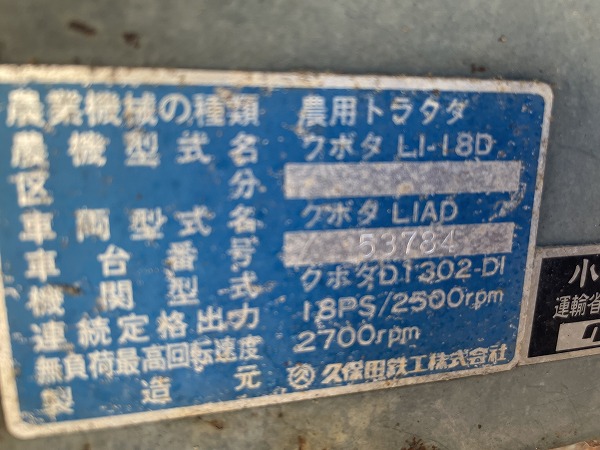 農業機械の種類 農用トラクタ
農機型式名 クボタ L1-18D
区分
車両型式名 クボタ L1AD
車台番号 53784
機関型式 クボタD1302-D1
連続定格出力 18PS/2500rpm
無負荷最高回転速度 2700rpm
製造元 久保田鉄工株式会社
小
運輸省